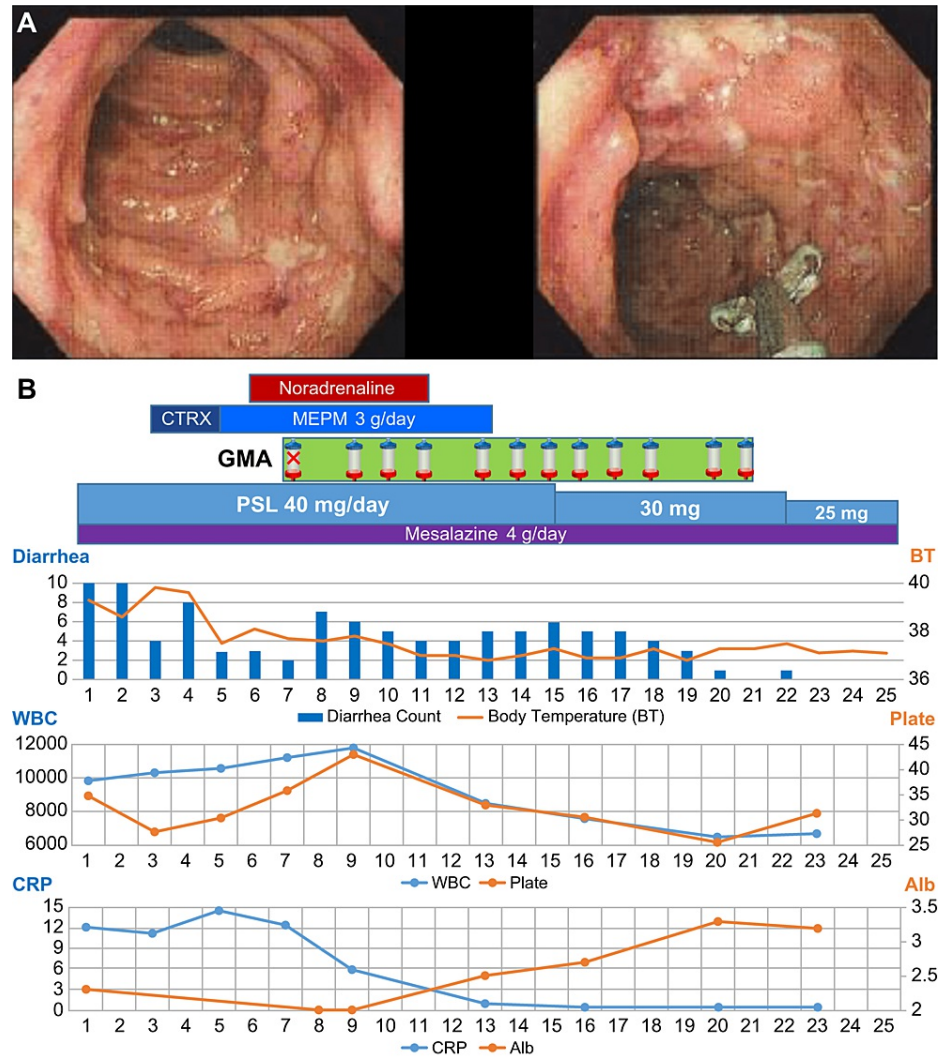 A
B
Noradrenaline
CTRX MEPM 3 g/day
GMA
PSL 40 mg/day 30 mg 25 mg
Mesalazine 4 g/day
Diarrhea BT
10 40
8
6 38
4
2
0 36
1 2 3 4 5 6 7 8 9 10 11 12 13 14 15 16 17 18 19 20 21 22 23 24 25
Diarrhea Count Body Temperature (BT)
WBC Plate
12000 45
40
10000 35
8000 30
6000 25
1 2 3 4 5 6 7 8 9 10 11 12 13 14 15 16 17 18 19 20 21 22 23 24 25
WBC Plate
CRP Alb
15 3.5
12 3
9
6 2.5
3
0 2
1 2 3 4 5 6 7 8 9 10 11 12 13 14 15 16 17 18 19 20 21 22 23 24 25
CRP Alb